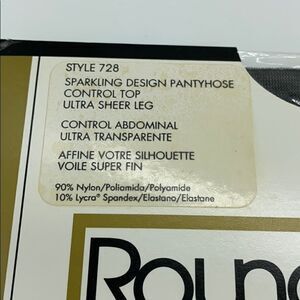 STYLE 728
SPARKLING DESIGN PANTYHOSE
CONTROL TOP
ULTRA SHEER LEG
CONTROL ABDOMINAL
ULTRA TRANSPARENTE
AFFINE VOTRE SILHOUETTE
VOILE SUPER FIN
90% Nylon/Poliamida/Polyamide
10% Lycra® Spandex/Elastano/Elastane
Roun